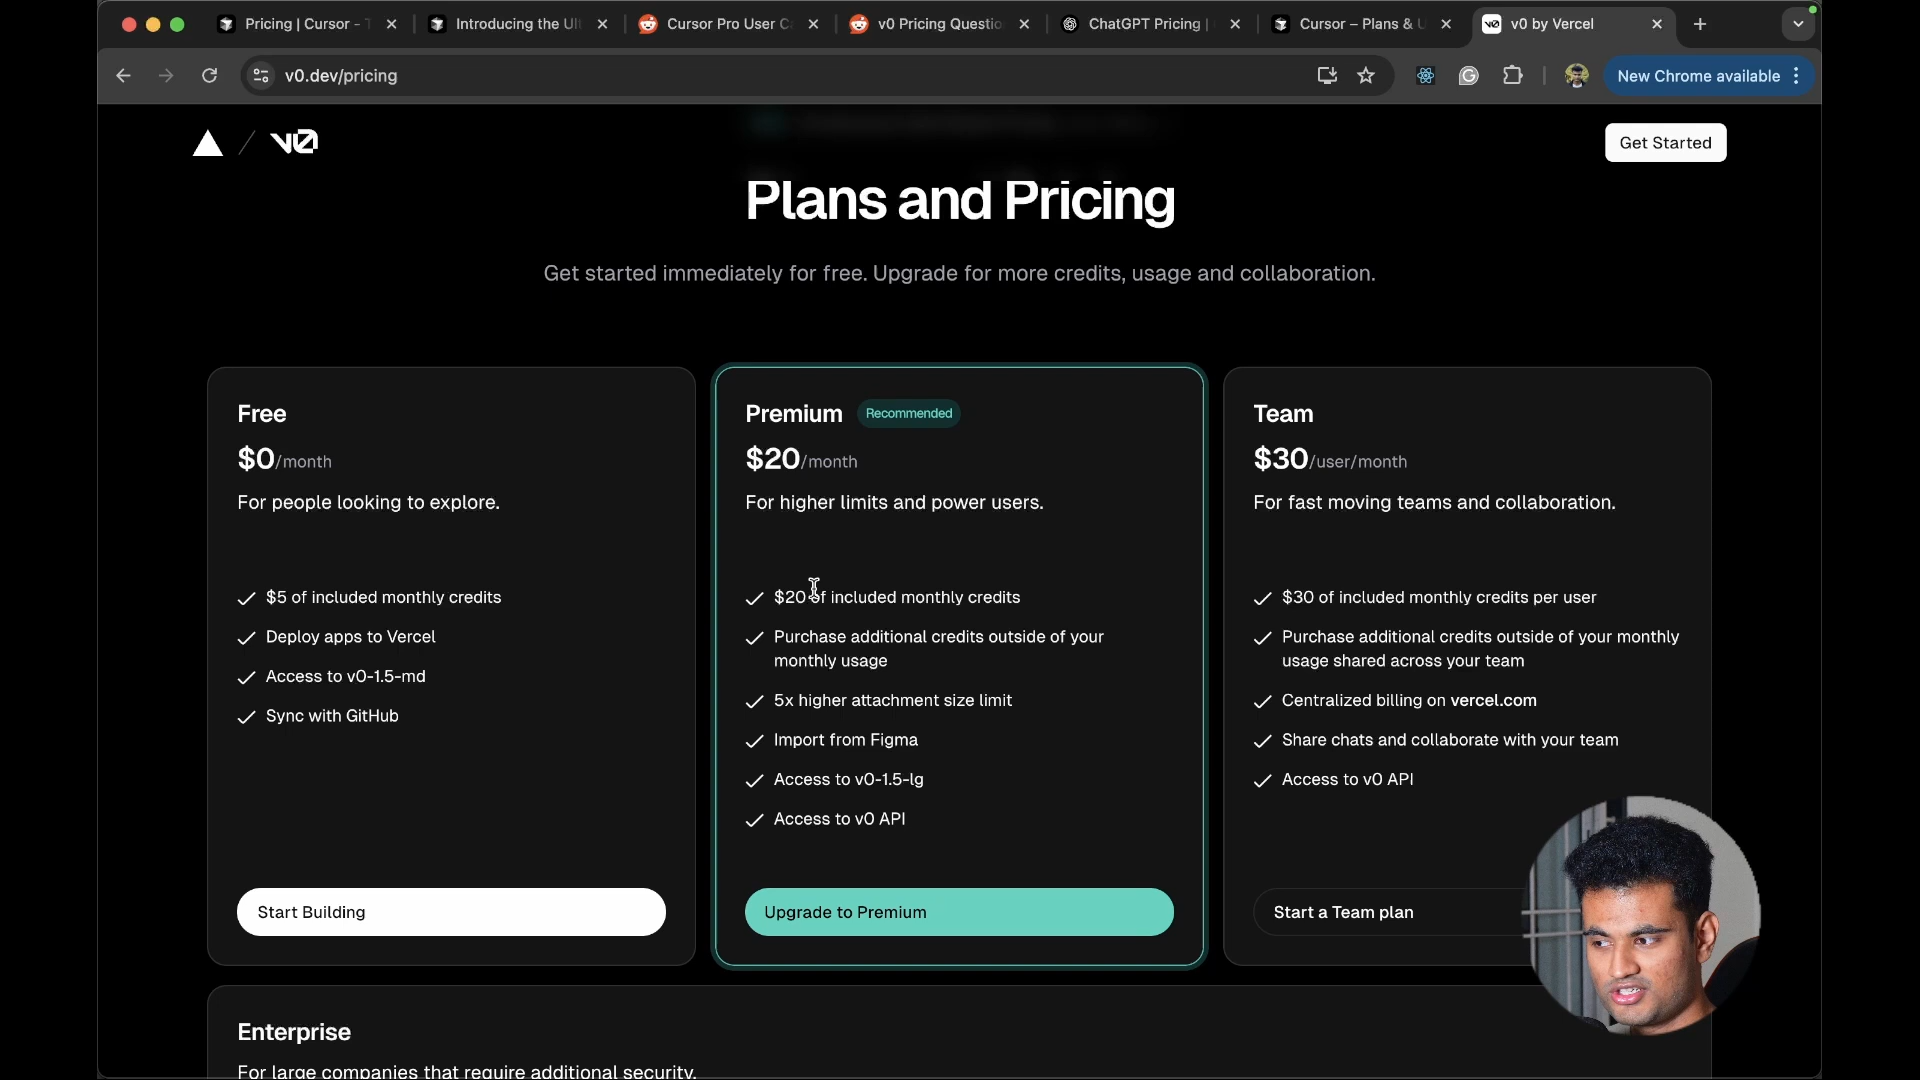 Pricing | Cursor - T
Introducing the Ul
Cursor Pro User C
v0 Pricing Questio
ChatGPT Pricing |
Cursor – Plans & U
v0 by Vercel
v0.dev/pricing
New Chrome available
v0
Get Started
Plans and Pricing
Get started immediately for free. Upgrade for more credits, usage and collaboration.
Free
$0/month
For people looking to explore.
$5 of included monthly credits
Deploy apps to Vercel
Access to v0-1.5-md
Sync with GitHub
Start Building
Premium Recommended
$20/month
For higher limits and power users.
$20 of included monthly credits
Purchase additional credits outside of your
monthly usage
5x higher attachment size limit
Import from Figma
Access to v0-1.5-lg
Access to v0 API
Upgrade to Premium
Team
$30/user/month
For fast moving teams and collaboration.
$30 of included monthly credits per user
Purchase additional credits outside of your monthly
usage shared across your team
Centralized billing on vercel.com
Share chats and collaborate with your team
Access to v0 API
Start a Team plan
Enterprise
For large companies that require additional security.